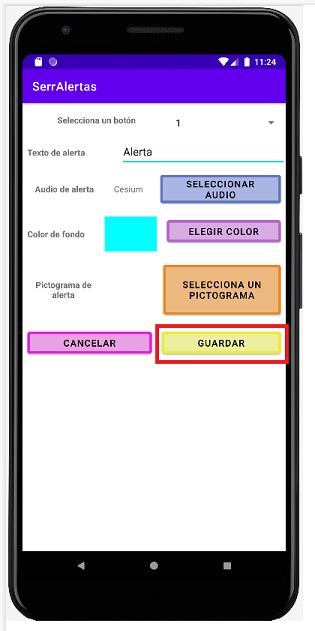 11:24
SerrAlertas
Selecciona un botón
1
Texto de alerta
Alerta
Audio de alerta
Cesium
SELECCIONAR
AUDIO
Color de fondo
ELEGIR COLOR
Pictograma de
alerta
SELECCIONA UN
PICTOGRAMA
CANCELAR
GUARDAR